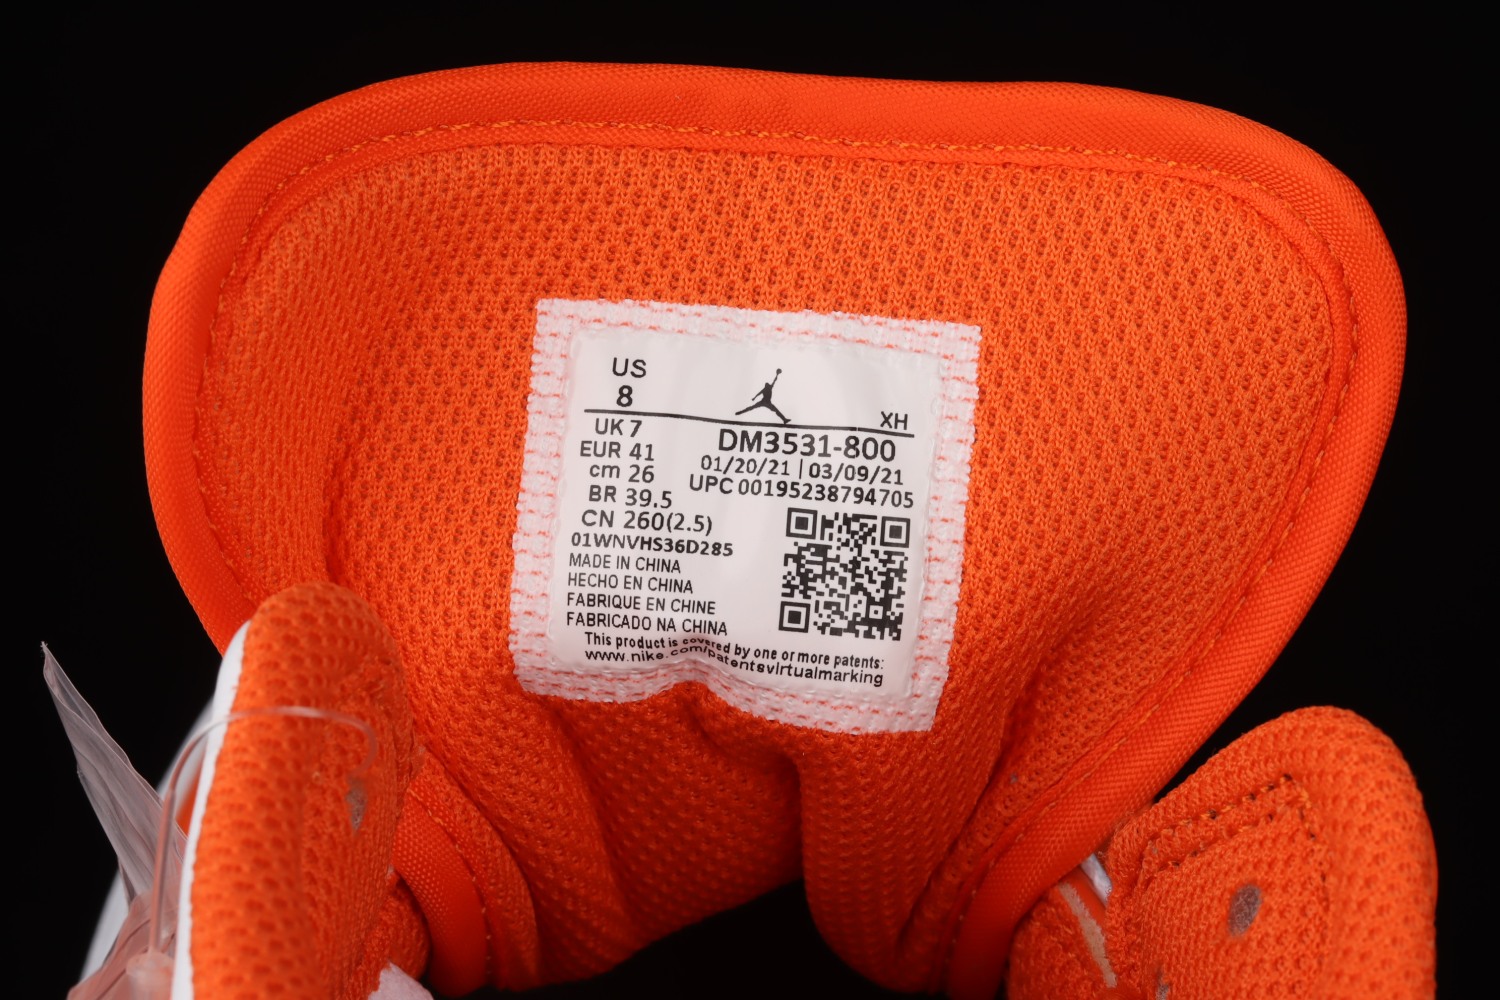 US
8
XH
UK 7
EUR 41
cm 26
BR 39.5
CN 260(2.5)
DM3531-800
01/20/21 | 03/09/21
UPC 00195238794705
01WNVHS36D285
MADE IN CHINA
HECHO EN CHINA
FABRIQUE EN CHINE
FABRICADO NA CHINA
This product is covered by one or more patents:
www.nike.com/patentsvirtualmarking